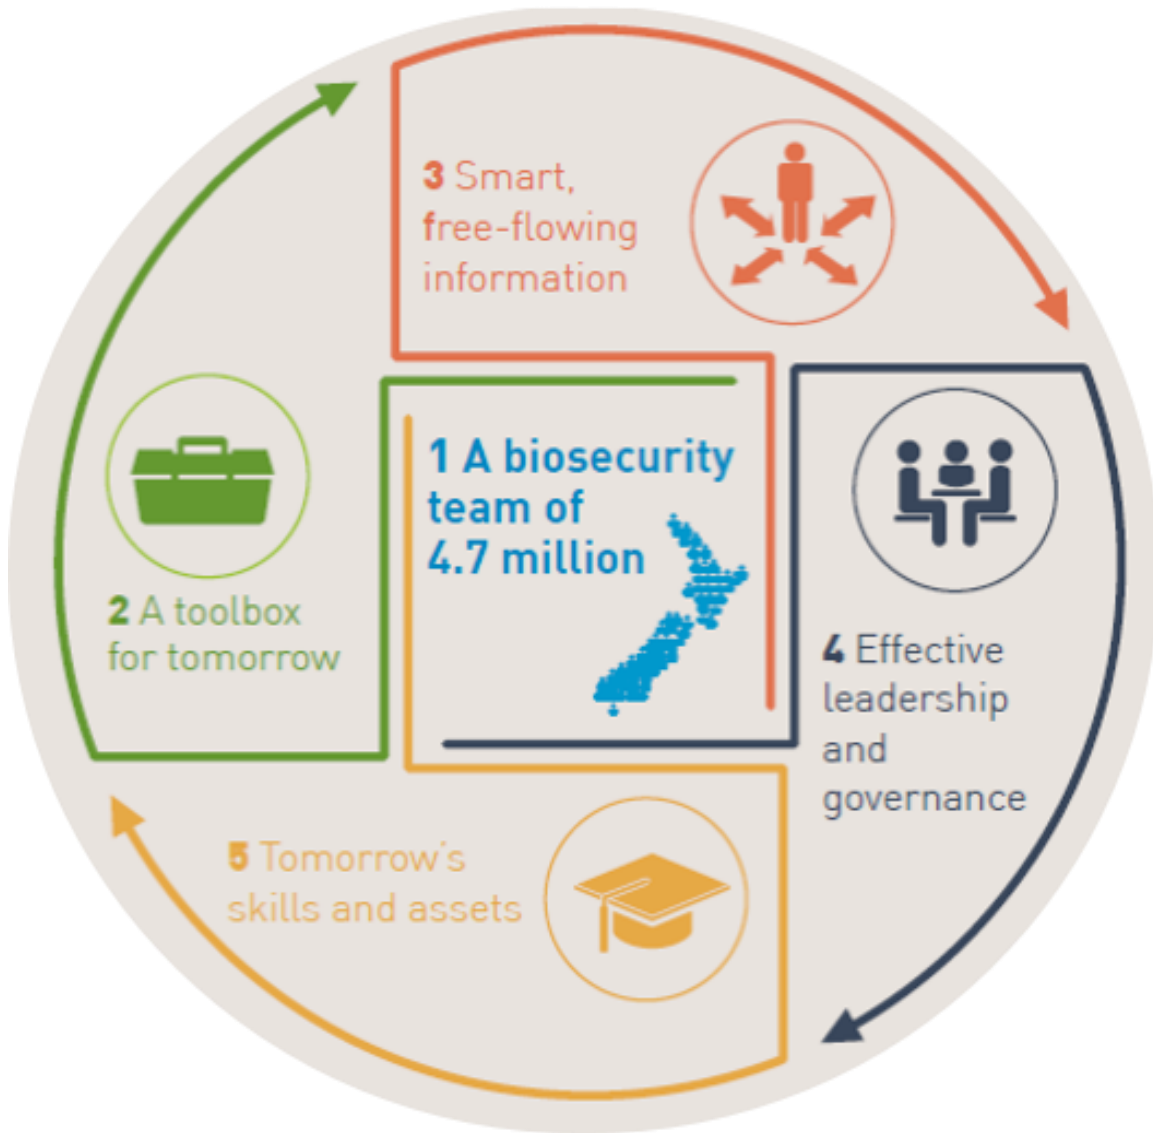 1 A biosecurity
team of
4.7 million
2 A toolbox
for tomorrow
3 Smart,
free-flowing
information
4 Effective
leadership
and
governance
5 Tomorrow's
skills and assets